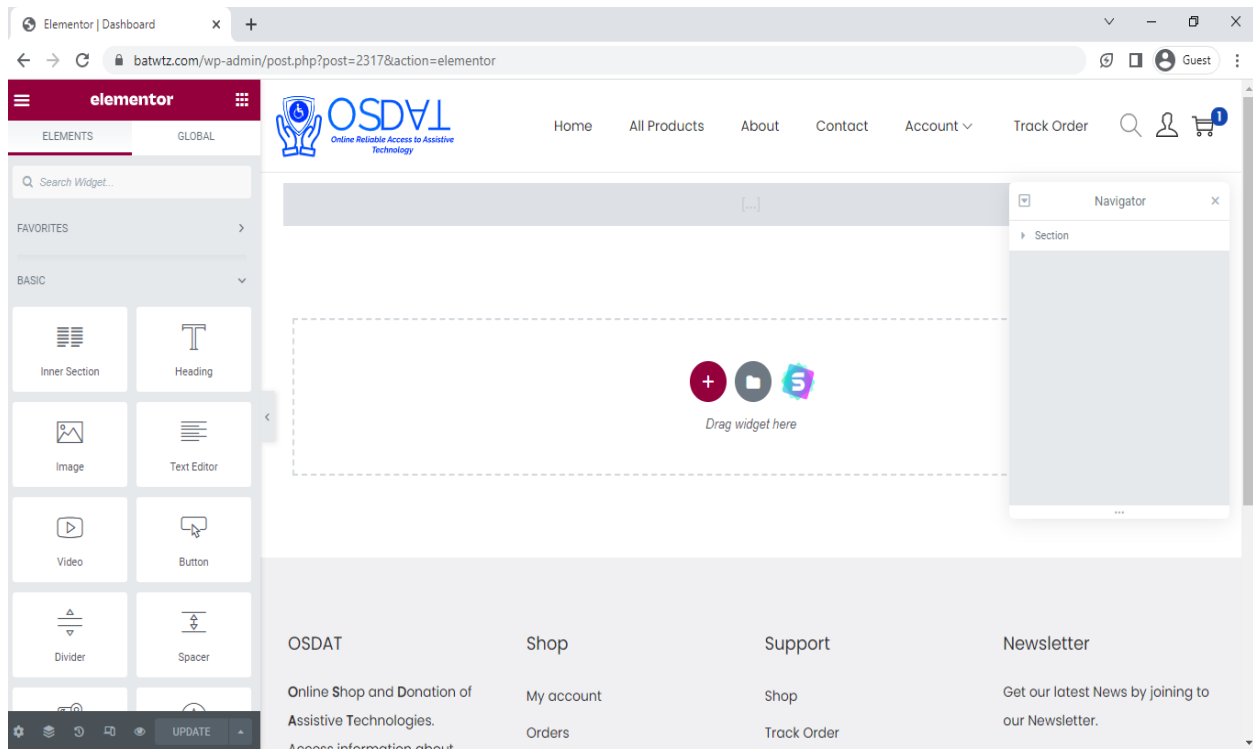 Elementor | Dashboard
batwtz.com/wp-admin/post.php?post=2317&action=elementor
Guest
elementor
ELEMENTS GLOBAL
Search Widget...
FAVORITES
BASIC
Inner Section Heading
Image Text Editor
Video Button
Divider Spacer
UPDATE
OSD∀T
Online Reliable Access to Assistive
Technology
Home All Products About Contact Account Track Order 1
[...]
Navigator
Section
Drag widget here
OSDAT
Online Shop and Donation of
Assistive Technologies.
Access information about
Shop
My account
Orders
Support
Shop
Track Order
Newsletter
Get our latest News by joining to
our Newsletter.